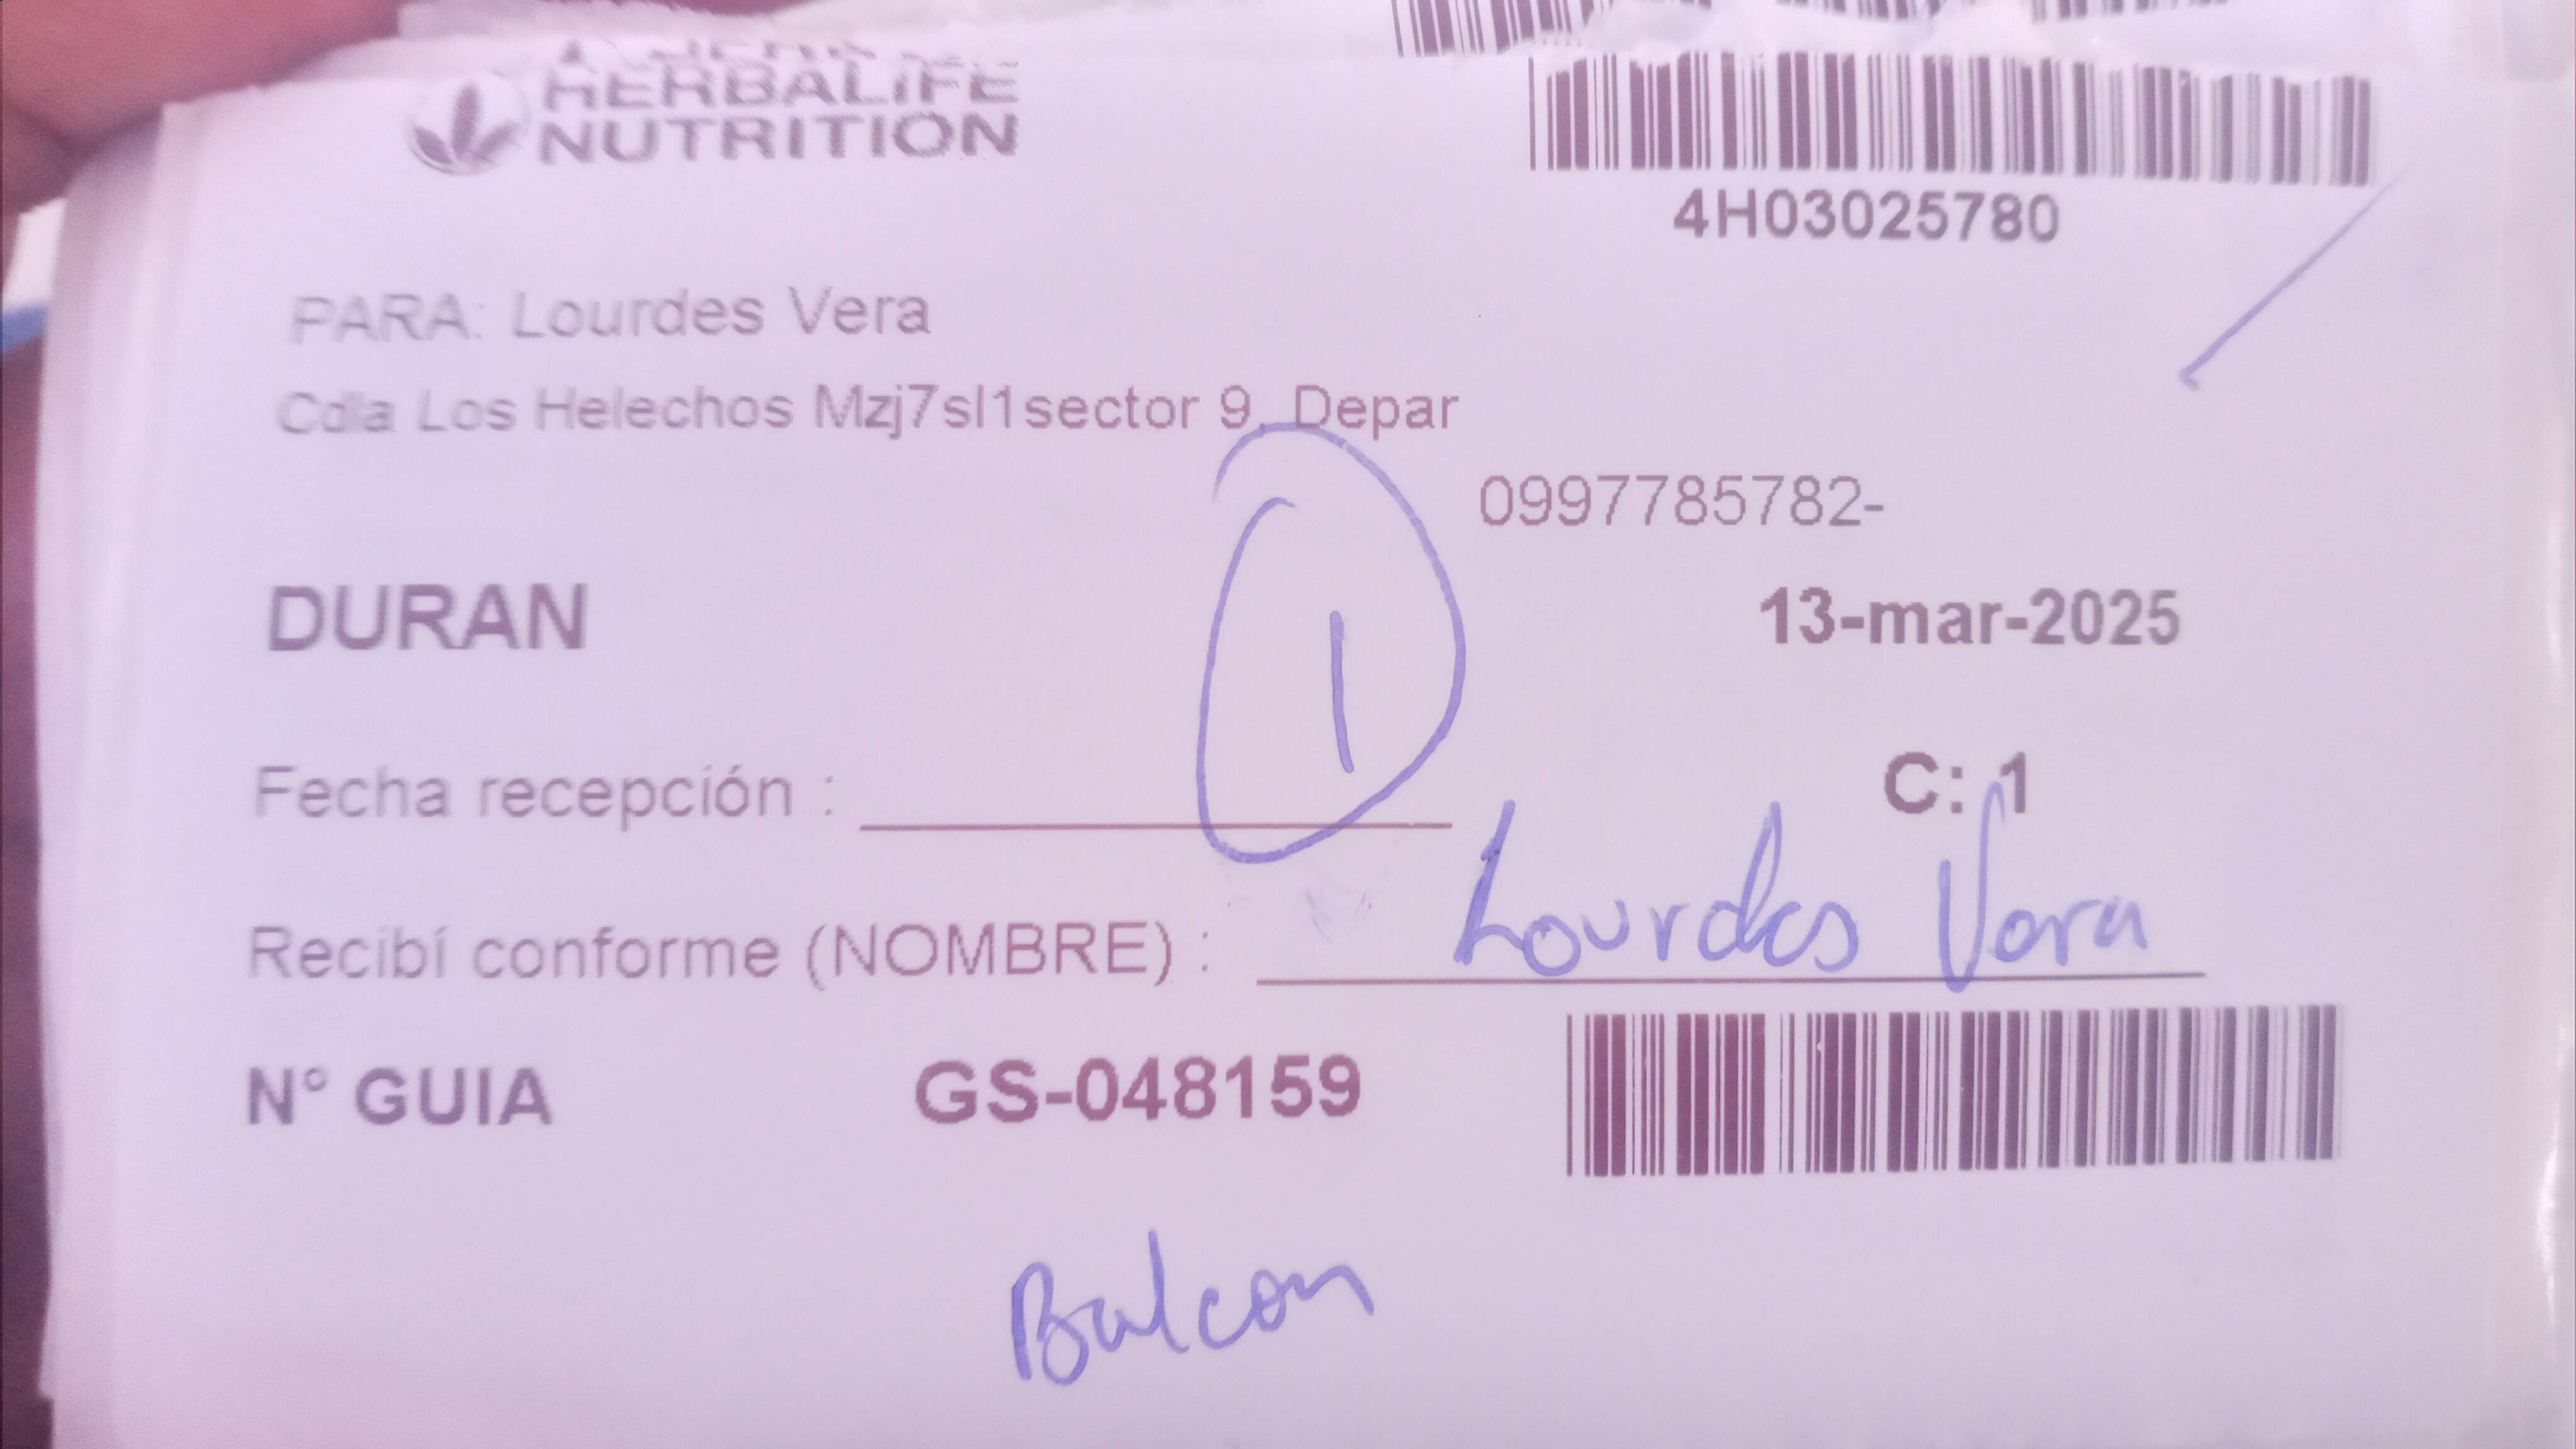 HERBALIFE
NUTRITION
4H03025780
PARA: Lourdes Vera
Cdla Los Helechos Mzj7sl1sector 9, Depar
0997785782-
DURAN
13-mar-2025
1
Fecha recepción :
C: 1
Recibí conforme (NOMBRE) : Lourdes Vera
N° GUIA GS-048159
Balcon